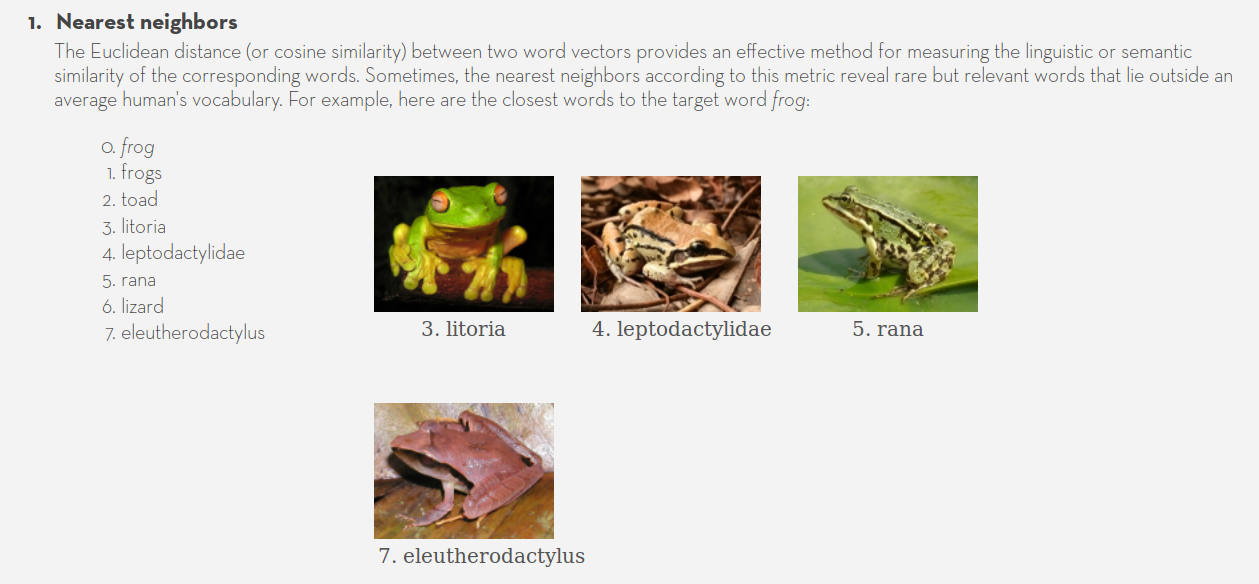 1. Nearest neighbors
The Euclidean distance (or cosine similarity) between two word vectors provides an effective method for measuring the linguistic or semantic
similarity of the corresponding words. Sometimes, the nearest neighbors according to this metric reveal rare but relevant words that lie outside an
average human's vocabulary. For example, here are the closest words to the target word frog:
0. frog
1. frogs
2. toad
3. litoria
4. leptodactylidae
5. rana
6. lizard
7. eleutherodactylus
3. litoria
4. leptodactylidae
5. rana
7. eleutherodactylus